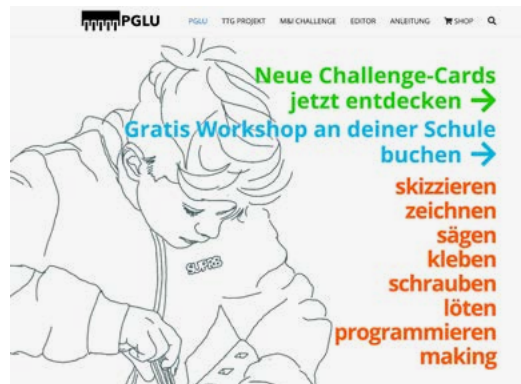 PGLU
PGLU TTG PROJEKT M&I CHALLENGE EDITOR ANLEITUNG SHOP
Neue Challenge-Cards
jetzt entdecken →
Gratis Workshop an deiner Schule
buchen →
skizzieren
zeichnen
sägen
kleben
schrauben
löten
programmieren
making